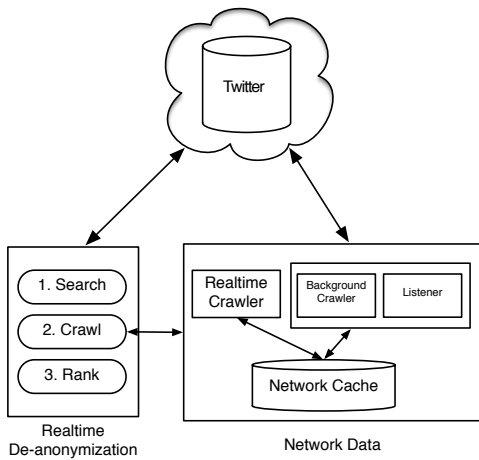 Twitter
1. Search
2. Crawl
3. Rank
Realtime
De-anonymization
Realtime
Crawler
Background
Crawler
Listener
Network Cache
Network Data